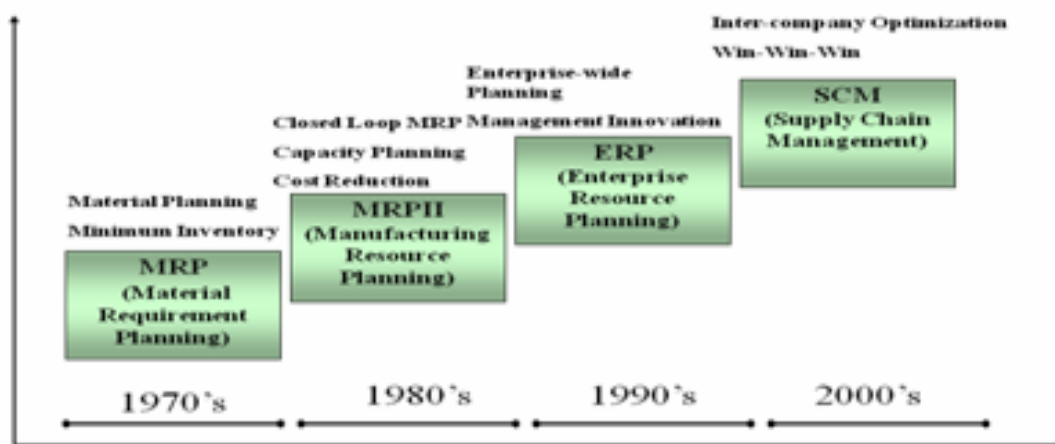 Inter-company Optimization
Win-Win-Win
SCM
(Supply Chain
Management)
Enterprise-wide
Planning
Management Innovation
ERP
(Enterprise
Resource
Planning)
Closed Loop MRP
Capacity Planning
Cost Reduction
MRPII
(Manufacturing
Resource
Planning)
Material Planning
Minimum Inventory
MRP
(Material
Requirement
Planning)
1970's
1980's
1990's
2000's